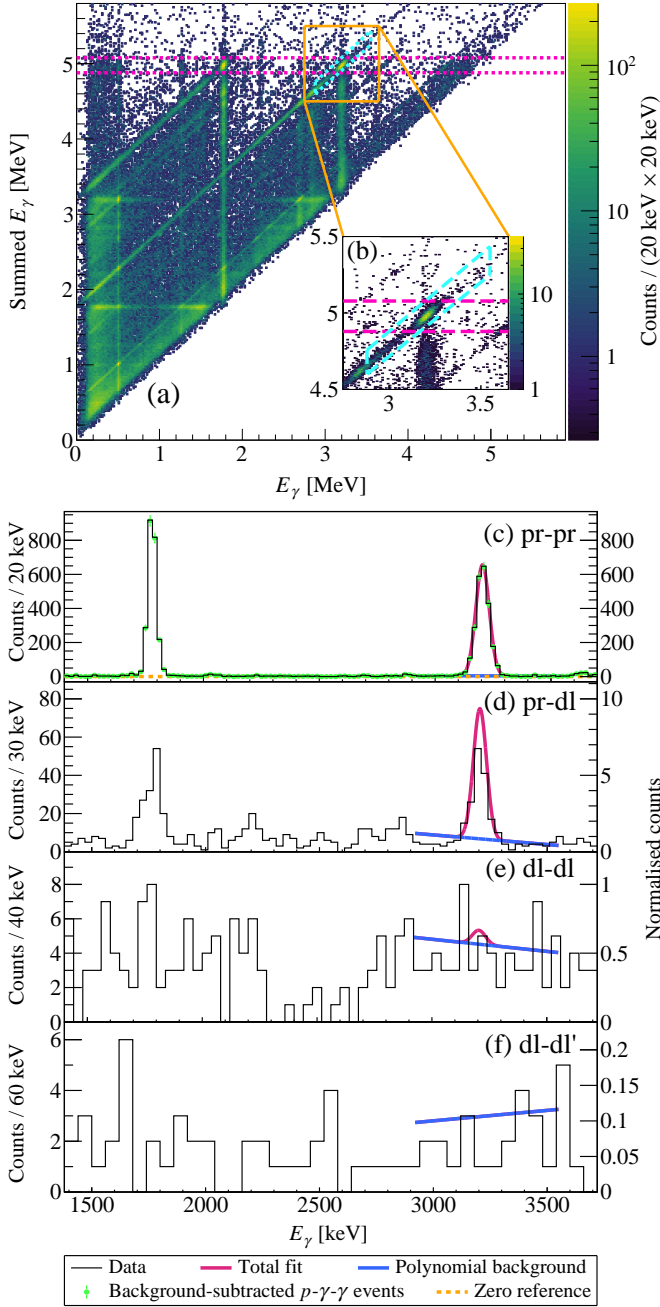 Summed Eγ [MeV]
5
4
3
2
1
0
(a)
0 1 2 3 4 5
Eγ [MeV]
10²
10
1
Counts / (20 keV × 20 keV)
(b)
5.5
5
4.5
3 3.5
10
1
(c) pr-pr
Counts / 20 keV
800
600
400
200
0
800
600
400
200
0
(d) pr-dl
Counts / 30 keV
80
60
40
20
0
10
5
0
Normalised counts
(e) dl-dl
Counts / 40 keV
8
6
4
2
0
1
0.5
0
(f) dl-dl'
Counts / 60 keV
6
4
2
0
0.2
0.15
0.1
0.05
0
1500 2000 2500 3000 3500
Eγ [keV]
Data Total fit Polynomial background
Background-subtracted p-γ-γ events Zero reference